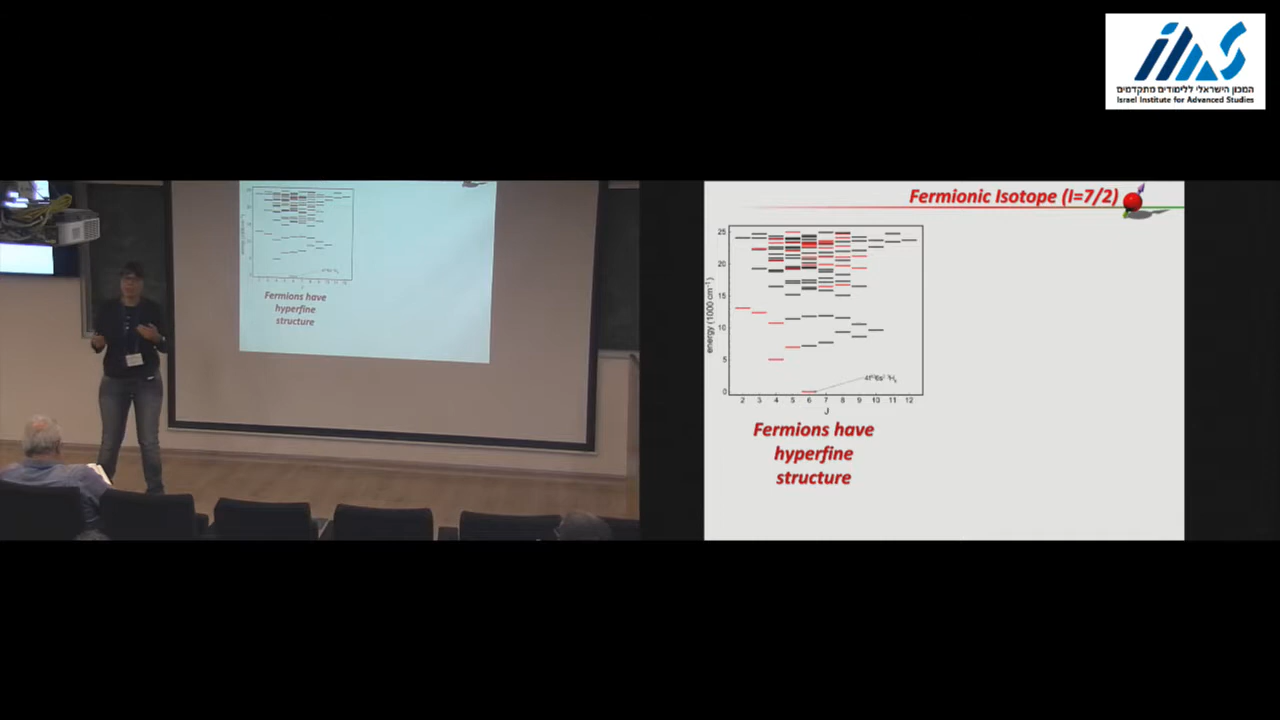 המכון הישראלי ללימודים מתקדמים
Israel Institute for Advanced Studies
Fermionic Isotope (I=7/2)
25
20
15
10
5
0
energy (1000 cm⁻¹)
2 3 4 5 6 7 8 9 10 11 12
J
Fermions have
hyperfine
structure
Fermions have
hyperfine
structure